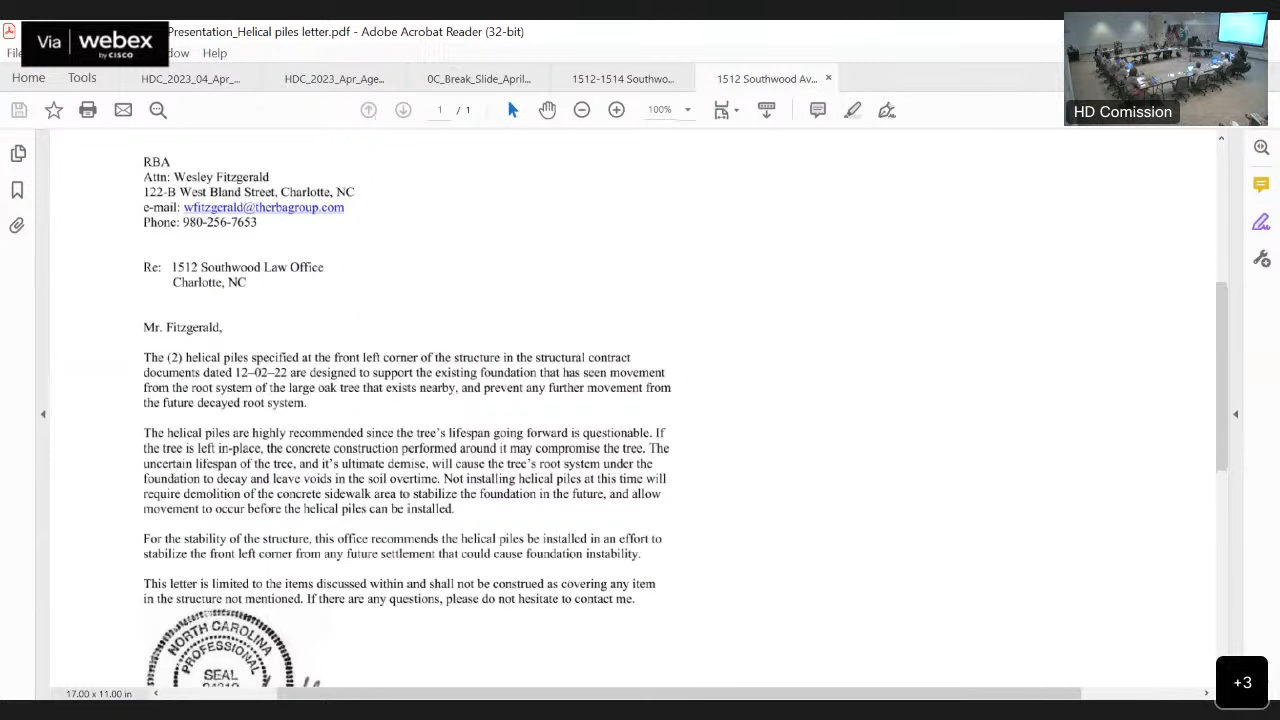 Via webex
by CISCO
Presentation_Helical piles letter.pdf - Adobe Acrobat Reader (32-bit)
dow Help
Home Tools HDC_2023_04_Apr_... HDC_2023_Apr_Age... 0C_Break_Slide_April... 1512-1514 Southwo... 1512 Southwood Av...
1 / 1 100%
HD Comission
RBA
Attn: Wesley Fitzgerald
122-B West Bland Street, Charlotte, NC
e-mail: wfitzgerald@therbagroup.com
Phone: 980-256-7653
Re: 1512 Southwood Law Office
Charlotte, NC
Mr. Fitzgerald,
The (2) helical piles specified at the front left corner of the structure in the structural contract
documents dated 12–02–22 are designed to support the existing foundation that has seen movement
from the root system of the large oak tree that exists nearby, and prevent any further movement from
the future decayed root system.
The helical piles are highly recommended since the tree's lifespan going forward is questionable. If
the tree is left in-place, the concrete construction performed around it may compromise the tree. The
uncertain lifespan of the tree, and it's ultimate demise, will cause the tree's root system under the
foundation to decay and leave voids in the soil overtime. Not installing helical piles at this time will
require demolition of the concrete sidewalk area to stabilize the foundation in the future, and allow
movement to occur before the helical piles can be installed.
For the stability of the structure, this office recommends the helical piles be installed in an effort to
stabilize the front left corner from any future settlement that could cause foundation instability.
This letter is limited to the items discussed within and shall not be construed as covering any item
in the structure not mentioned. If there are any questions, please do not hesitate to contact me.
NORTH CAROLINA
PROFESSIONAL
SEAL
17.00 x 11.00 in
+3